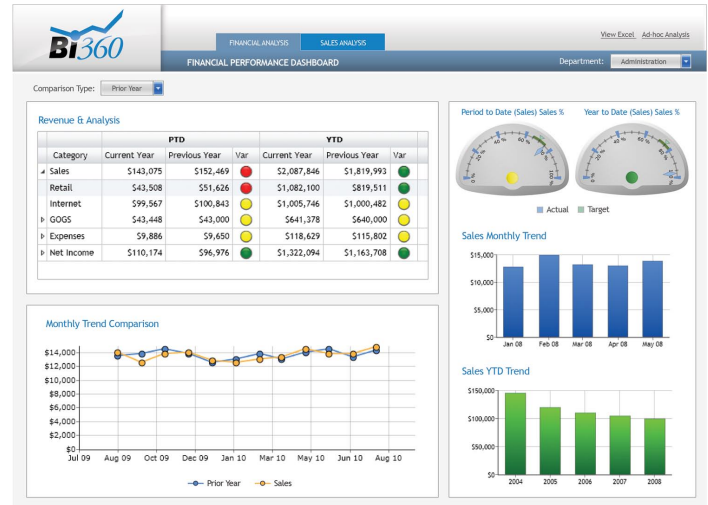 BI360
View Excel Ad-hoc Analysis
FINANCIAL ANALYSIS SALES ANALYSIS
FINANCIAL PERFORMANCE DASHBOARD Department: Administration
Comparison Type: Prior Year
Revenue & Analysis
PTD YTD
Category Current Year Previous Year Var Current Year Previous Year Var
Sales $143,075 $152,469 $2,087,846 $1,819,993
Retail $43,508 $51,626 $1,082,100 $819,511
Internet $99,567 $100,843 $1,005,746 $1,000,482
GOGS $43,448 $43,000 $641,378 $640,000
Expenses $9,886 $9,650 $118,629 $115,802
Net Income $110,174 $96,976 $1,322,094 $1,163,708
Period to Date (Sales) Sales % Year to Date (Sales) Sales %
Actual Target
Sales Monthly Trend
$15,000
$10,000
$5,000
$0
Jan 08 Feb 08 Mar 08 Apr 08 May 08
Monthly Trend Comparison
$14,000
$12,000
$10,000
$8,000
$6,000
$4,000
$2,000
$0
Jul 09 Aug 09 Oct 09 Dec 09 Jan 10 Mar 10 May 10 Jun 10 Aug 10
Prior Year Sales
Sales YTD Trend
$150,000
$100,000
$50,000
$0
2004 2005 2006 2007 2008